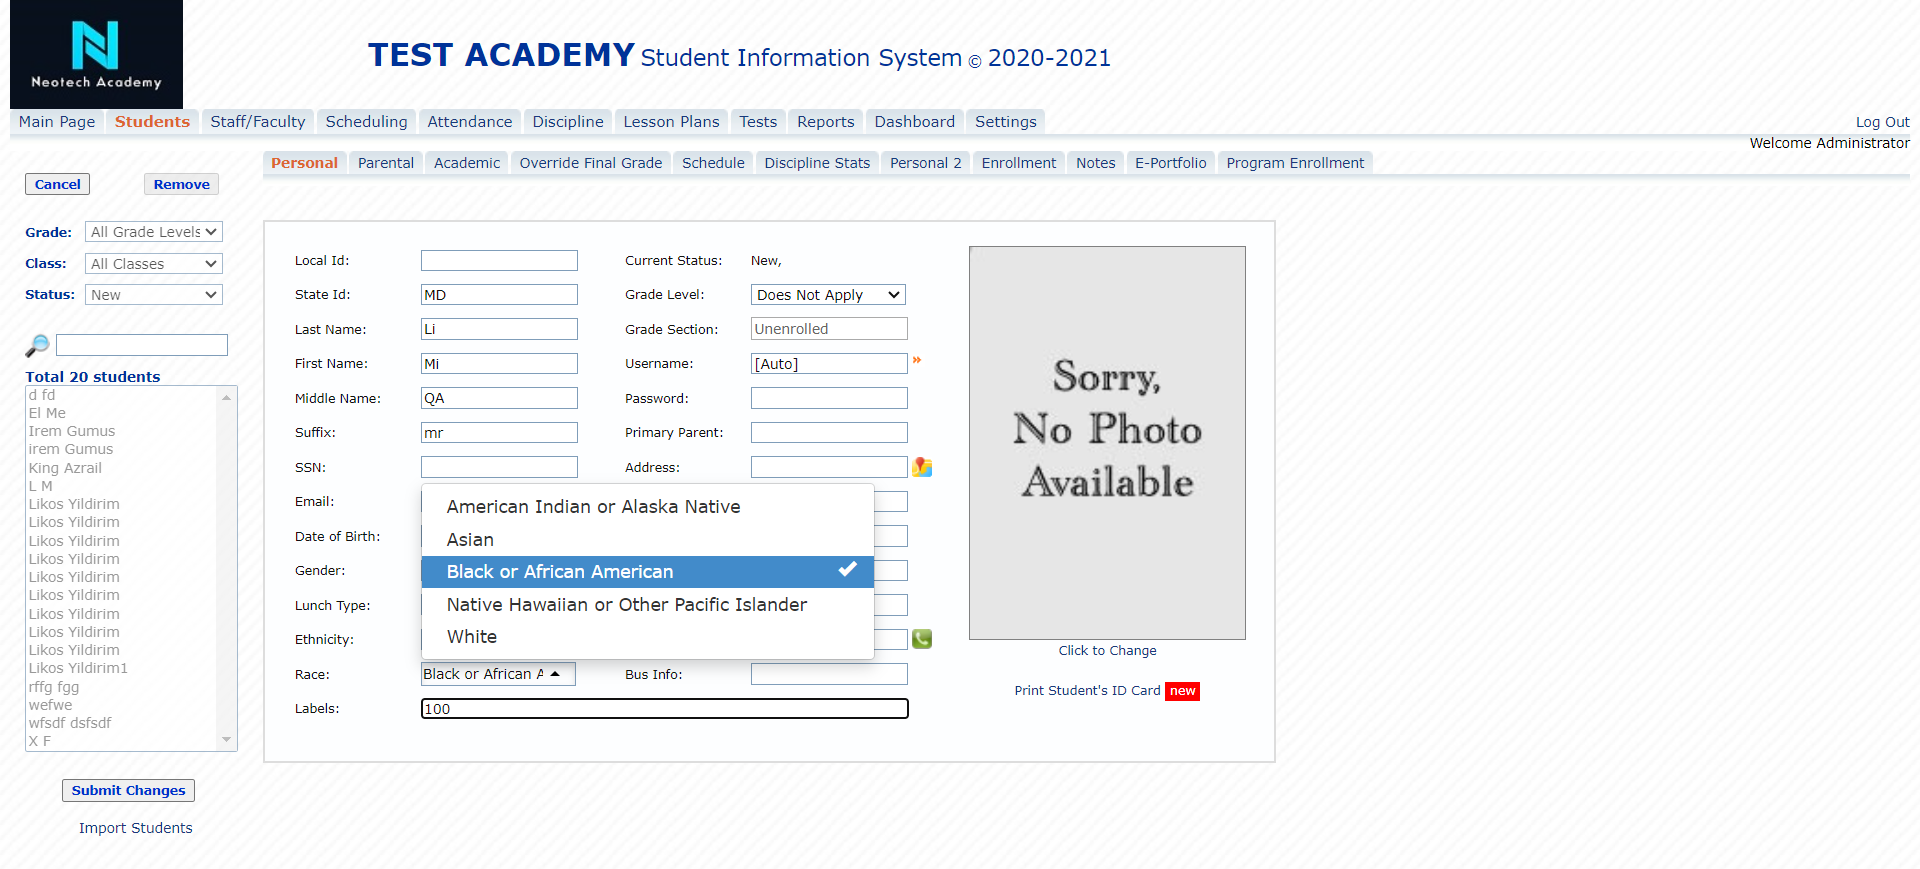 Neotech Academy
TEST ACADEMY Student Information System © 2020-2021
Main Page Students Staff/Faculty Scheduling Attendance Discipline Lesson Plans Tests Reports Dashboard Settings
Log Out
Welcome Administrator
Personal Parental Academic Override Final Grade Schedule Discipline Stats Personal 2 Enrollment Notes E-Portfolio Program Enrollment
Cancel Remove
Grade: All Grade Levels
Class: All Classes
Status: New
Total 20 students
d fd
El Me
Irem Gumus
irem Gumus
King Azrail
L M
Likos Yildirim
Likos Yildirim
Likos Yildirim
Likos Yildirim
Likos Yildirim
Likos Yildirim
Likos Yildirim
Likos Yildirim
Likos Yildirim
Likos Yildirim1
rffg fgg
wefwe
wfsdf dsfsdf
X F
Submit Changes
Import Students
Local Id: Current Status: New,
State Id: MD Grade Level: Does Not Apply
Last Name: Li Grade Section: Unenrolled
First Name: Mi Username: [Auto] »
Middle Name: QA Password:
Suffix: mr Primary Parent:
SSN: Address:
Email:
Date of Birth:
Gender:
Lunch Type:
Ethnicity:
American Indian or Alaska Native
Asian
Black or African American
Native Hawaiian or Other Pacific Islander
White
Race: Black or African A Bus Info:
Labels: 100
Sorry,
No Photo
Available
Click to Change
Print Student's ID Card new